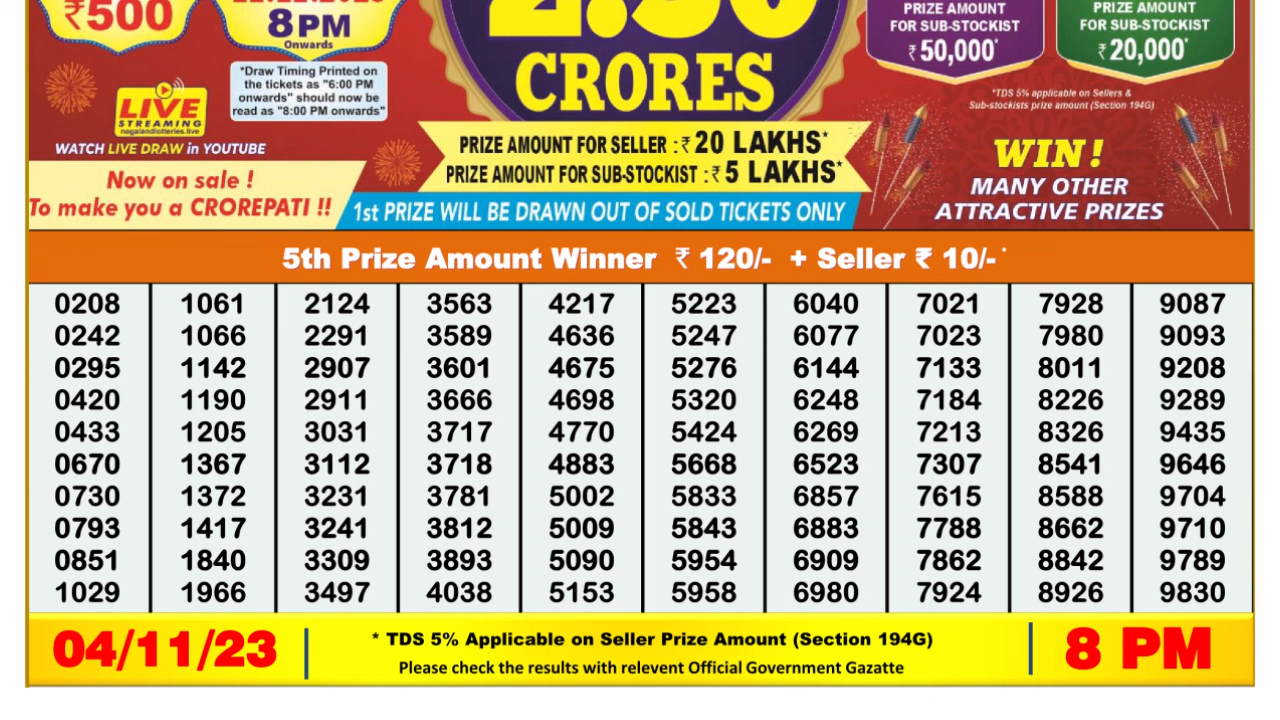 ₹500
8PM
Onwards
*Draw Timing Printed on
the tickets as "6:00 PM
onwards" should now be
read as "8:00 PM onwards"
LIVE
STREAMING
nagalandlotteries.live
WATCH LIVE DRAW in YOUTUBE
Now on sale !
To make you a CROREPATI !!
CRORES
PRIZE AMOUNT FOR SELLER : ₹ 20 LAKHS*
PRIZE AMOUNT FOR SUB-STOCKIST : ₹ 5 LAKHS*
1st PRIZE WILL BE DRAWN OUT OF SOLD TICKETS ONLY
PRIZE AMOUNT
FOR SUB-STOCKIST
₹ 50,000*
PRIZE AMOUNT
FOR SUB-STOCKIST
₹ 20,000*
*TDS 5% applicable on Sellers &
Sub-stockists prize amount (Section 194G)
WIN !
MANY OTHER
ATTRACTIVE PRIZES
5th Prize Amount Winner ₹ 120/- + Seller ₹ 10/-*
0208 1061 2124 3563 4217 5223 6040 7021 7928 9087
0242 1066 2291 3589 4636 5247 6077 7023 7980 9093
0295 1142 2907 3601 4675 5276 6144 7133 8011 9208
0420 1190 2911 3666 4698 5320 6248 7184 8226 9289
0433 1205 3031 3717 4770 5424 6269 7213 8326 9435
0670 1367 3112 3718 4883 5668 6523 7307 8541 9646
0730 1372 3231 3781 5002 5833 6857 7615 8588 9704
0793 1417 3241 3812 5009 5843 6883 7788 8662 9710
0851 1840 3309 3893 5090 5954 6909 7862 8842 9789
1029 1966 3497 4038 5153 5958 6980 7924 8926 9830
04/11/23
* TDS 5% Applicable on Seller Prize Amount (Section 194G)
Please check the results with relevent Official Government Gazatte
8 PM